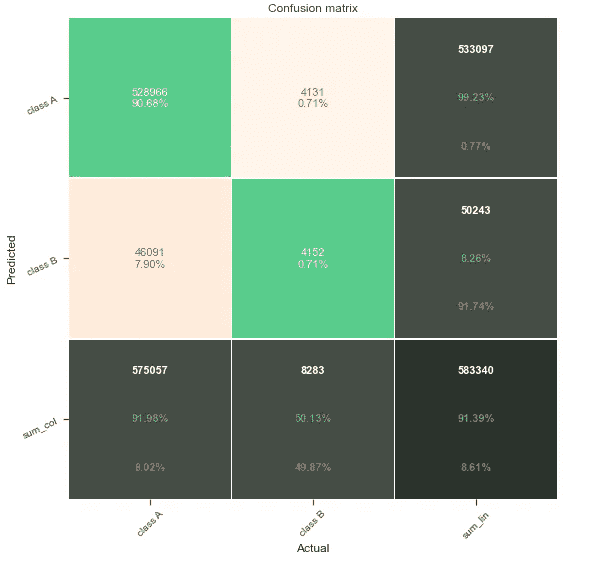 Confusion matrix
Predicted
class A
528966
90.68%
4131
0.71%
533097
99.23%
0.77%
class B
46091
7.90%
4152
0.71%
50243
8.26%
91.74%
sum_col
575057
91.98%
8.02%
8283
50.13%
49.87%
583340
91.39%
8.61%
class A
class B
sum_lin
Actual